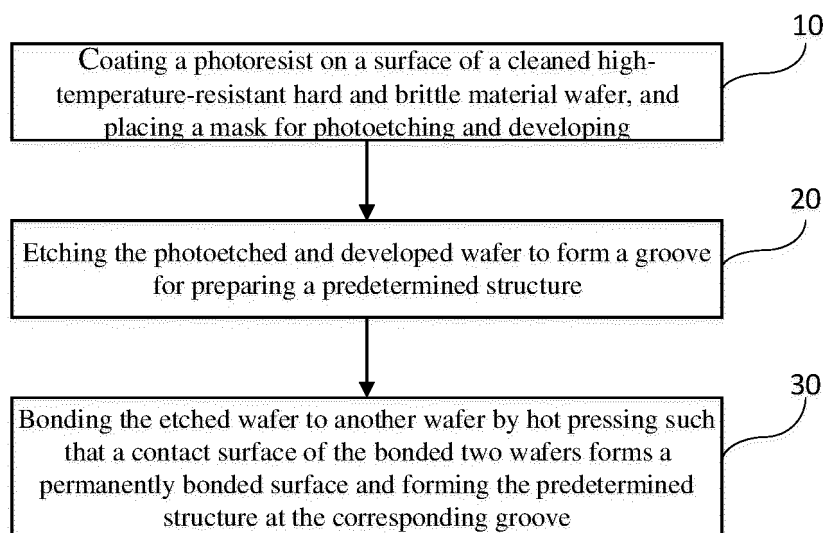 10
Coating a photoresist on a surface of a cleaned high-
temperature-resistant hard and brittle material wafer, and
placing a mask for photoetching and developing
20
Etching the photoetched and developed wafer to form a groove
for preparing a predetermined structure
30
Bonding the etched wafer to another wafer by hot pressing such
that a contact surface of the bonded two wafers forms a
permanently bonded surface and forming the predetermined
structure at the corresponding groove